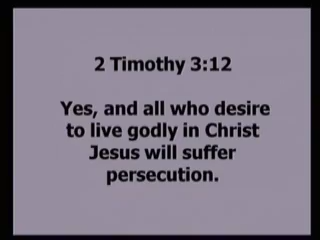 2 Timothy 3:12
Yes, and all who desire
to live godly in Christ
Jesus will suffer
persecution.